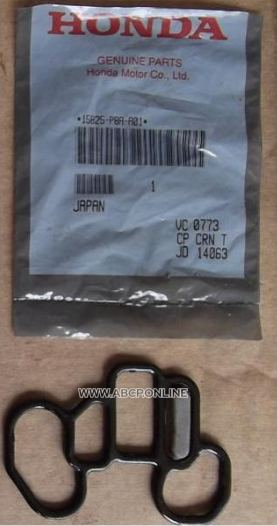 HONDA
GENUINE PARTS
Honda Motor Co., Ltd.
*15825-P8A-A01*
1
JAPAN
VC 0773
CP CRN T
JD 14063
WWW.ABCRONLINE